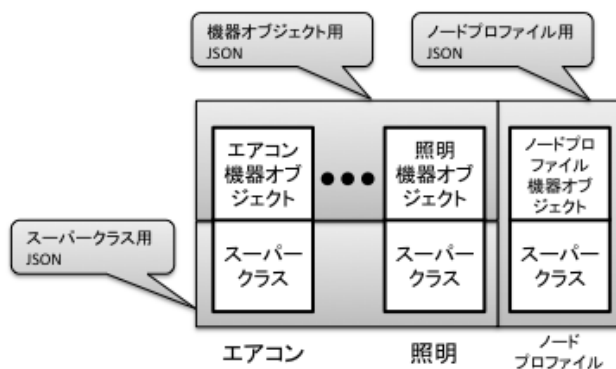 機器オブジェクト用
JSON
ノードプロファイル用
JSON
エアコン
機器オブ
ジェクト
照明
機器オブ
ジェクト
ノードプロ
ファイル
機器オブ
ジェクト
スーパークラス用
JSON
スーパー
クラス
スーパー
クラス
スーパー
クラス
エアコン
照明
ノード
プロファイル